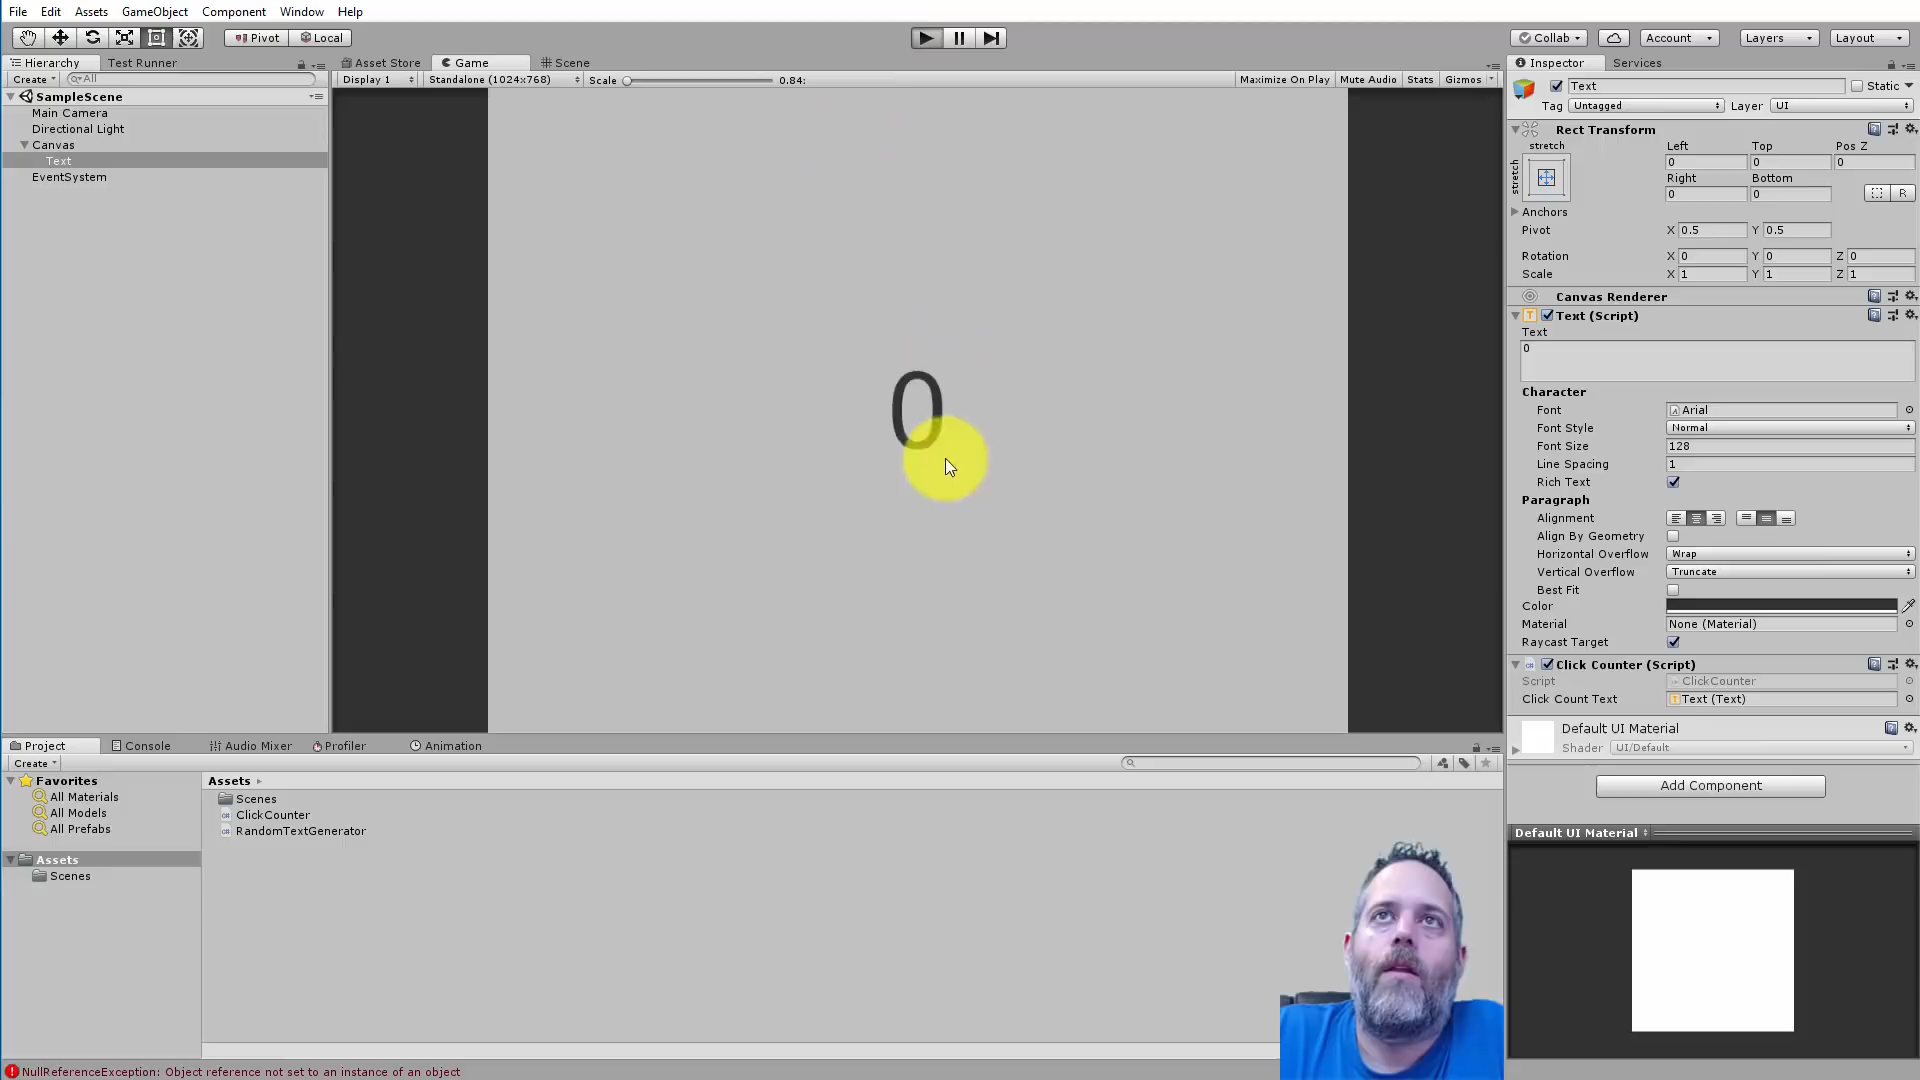 File Edit Assets GameObject Component Window Help
Pivot Local Collab Account Layers Layout
Hierarchy Test Runner Asset Store Game Scene Inspector Services
Create All Display 1 Standalone (1024x768) Scale 0.84: Maximize On Play Mute Audio Stats Gizmos
Text Static
Tag Untagged Layer UI
SampleScene
Main Camera
Directional Light
Canvas
Text
EventSystem
0
Rect Transform
stretch Left Top Pos Z
stretch 0 0 0
Right Bottom
0 0 R
Anchors
Pivot X 0.5 Y 0.5
Rotation X 0 Y 0 Z 0
Scale X 1 Y 1 Z 1
Canvas Renderer
T Text (Script)
Text
0
Character
Font Arial
Font Style Normal
Font Size 128
Line Spacing 1
Rich Text
Paragraph
Alignment
Align By Geometry
Horizontal Overflow Wrap
Vertical Overflow Truncate
Best Fit
Color
Material None (Material)
Raycast Target
Click Counter (Script)
Script ClickCounter
Click Count Text Text (Text)
Default UI Material
Shader UI/Default
Add Component
Default UI Material
Project Console Audio Mixer Profiler Animation
Create
Favorites
All Materials
All Models
All Prefabs
Assets
Scenes
Assets
Scenes
ClickCounter
RandomTextGenerator
NullReferenceException: Object reference not set to an instance of an object